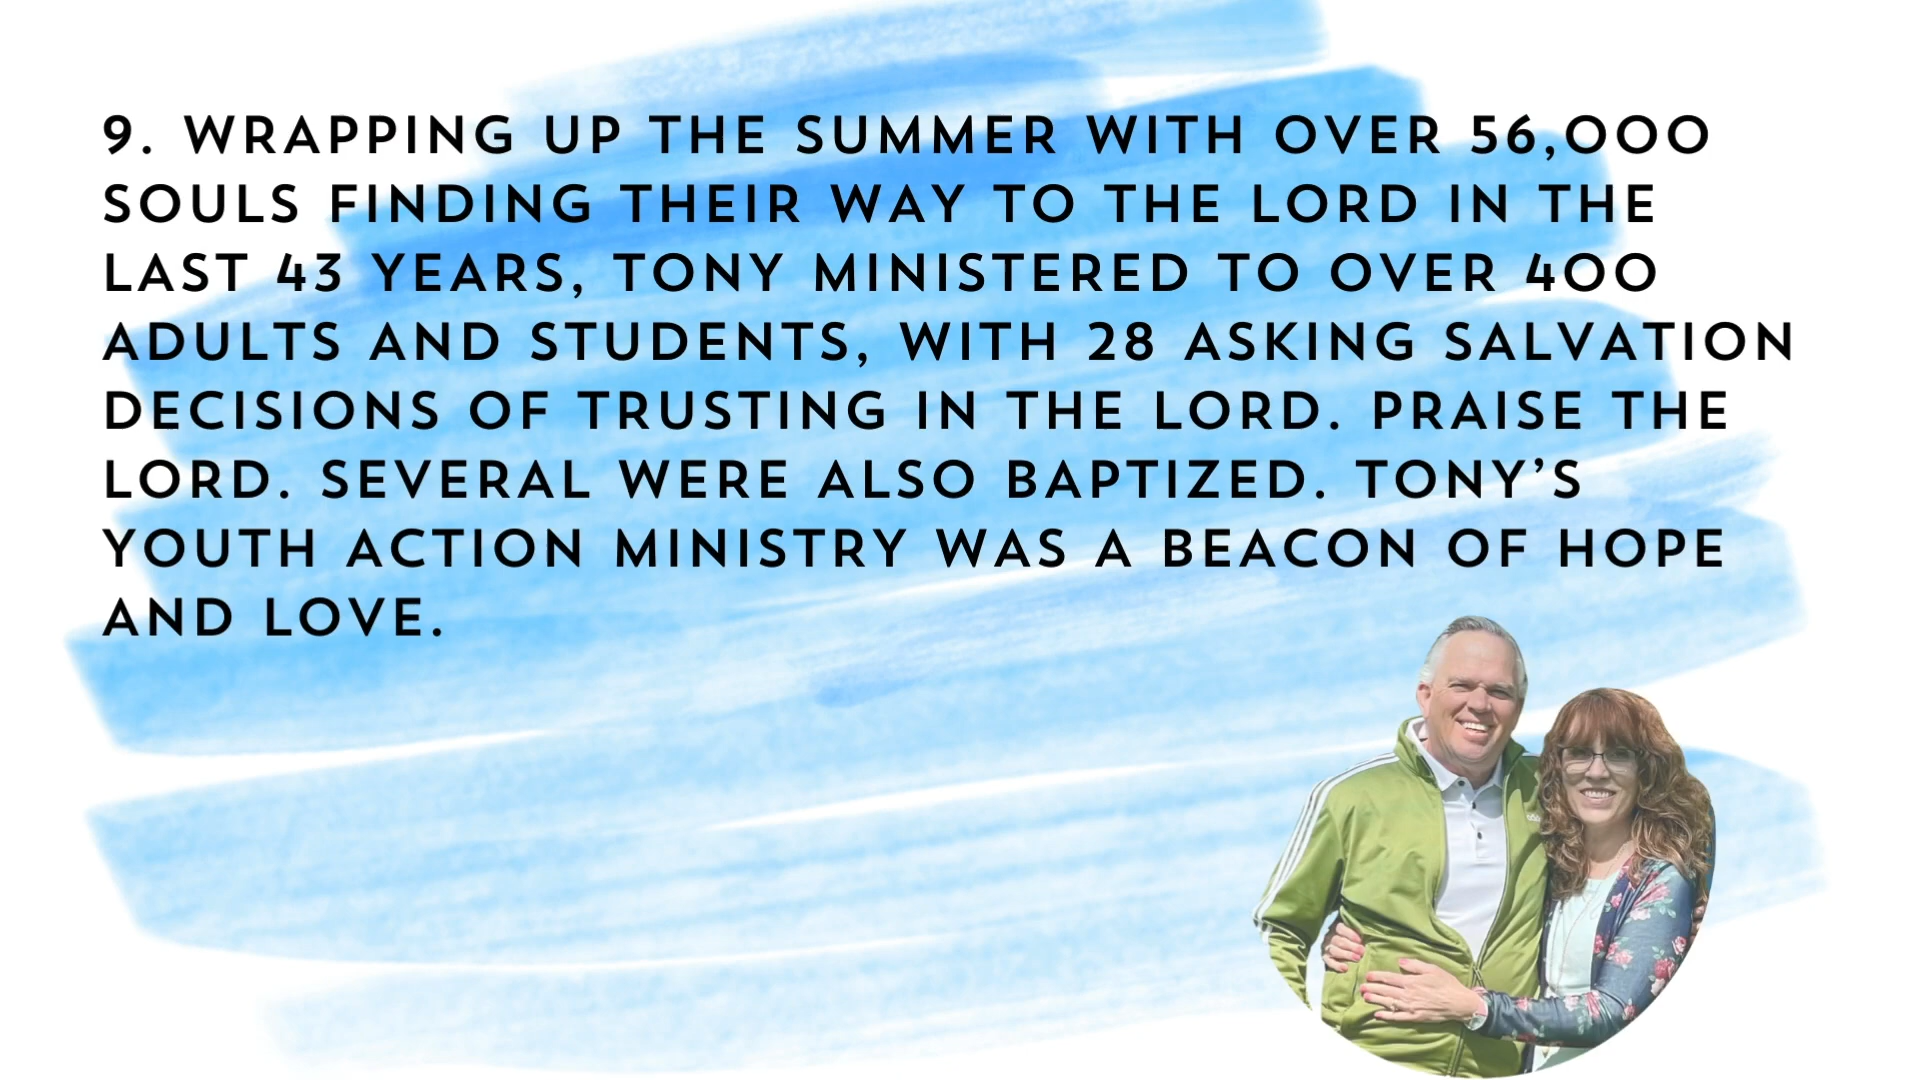 9. WRAPPING UP THE SUMMER WITH OVER 56,000
SOULS FINDING THEIR WAY TO THE LORD IN THE
LAST 43 YEARS, TONY MINISTERED TO OVER 400
ADULTS AND STUDENTS, WITH 28 ASKING SALVATION
DECISIONS OF TRUSTING IN THE LORD. PRAISE THE
LORD. SEVERAL WERE ALSO BAPTIZED. TONY’S
YOUTH ACTION MINISTRY WAS A BEACON OF HOPE
AND LOVE.